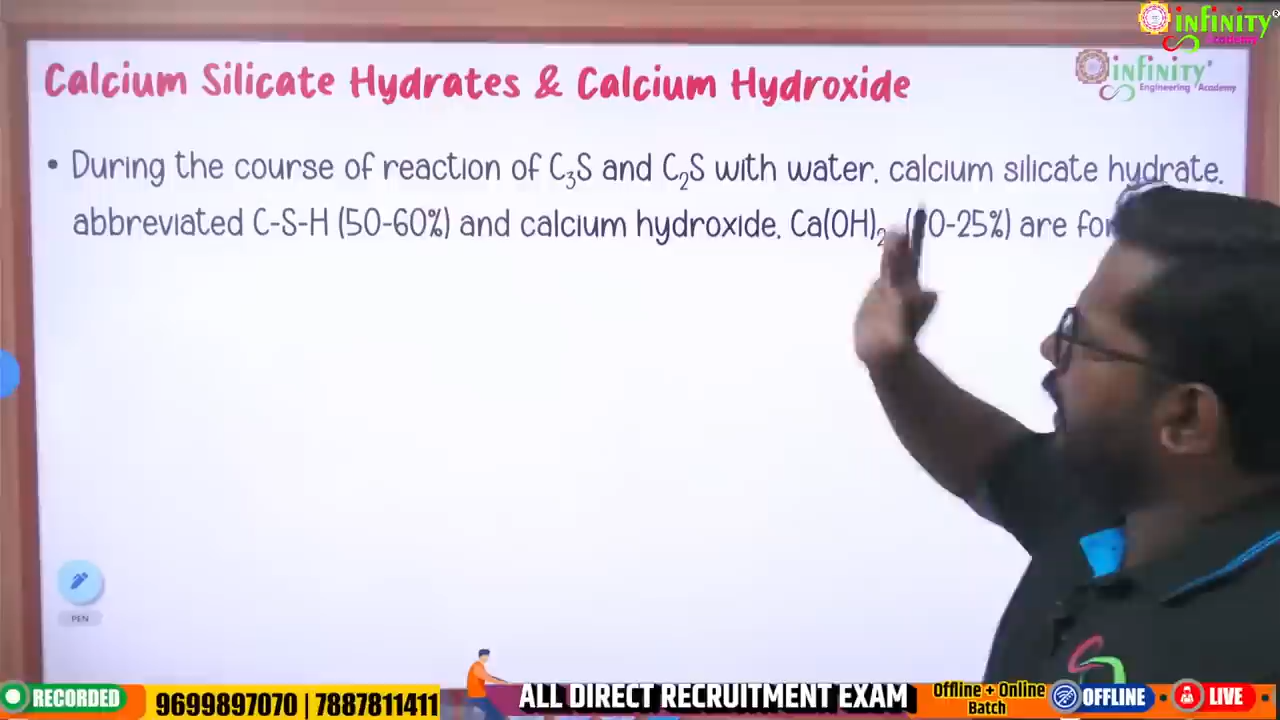 infinity
Calcium Silicate Hydrates & Calcium Hydroxide
infinity
Engineering Academy
• During the course of reaction of C₃S and C₂S with water, calcium silicate hydrate,
abbreviated C-S-H (50-60%) and calcium hydroxide, Ca(OH)₂ 0-25%) are
PEN
RECORDED
9699897070 | 7887811411
ALL DIRECT RECRUITMENT EXAM
Offline + Online
Batch
OFFLINE
LIVE